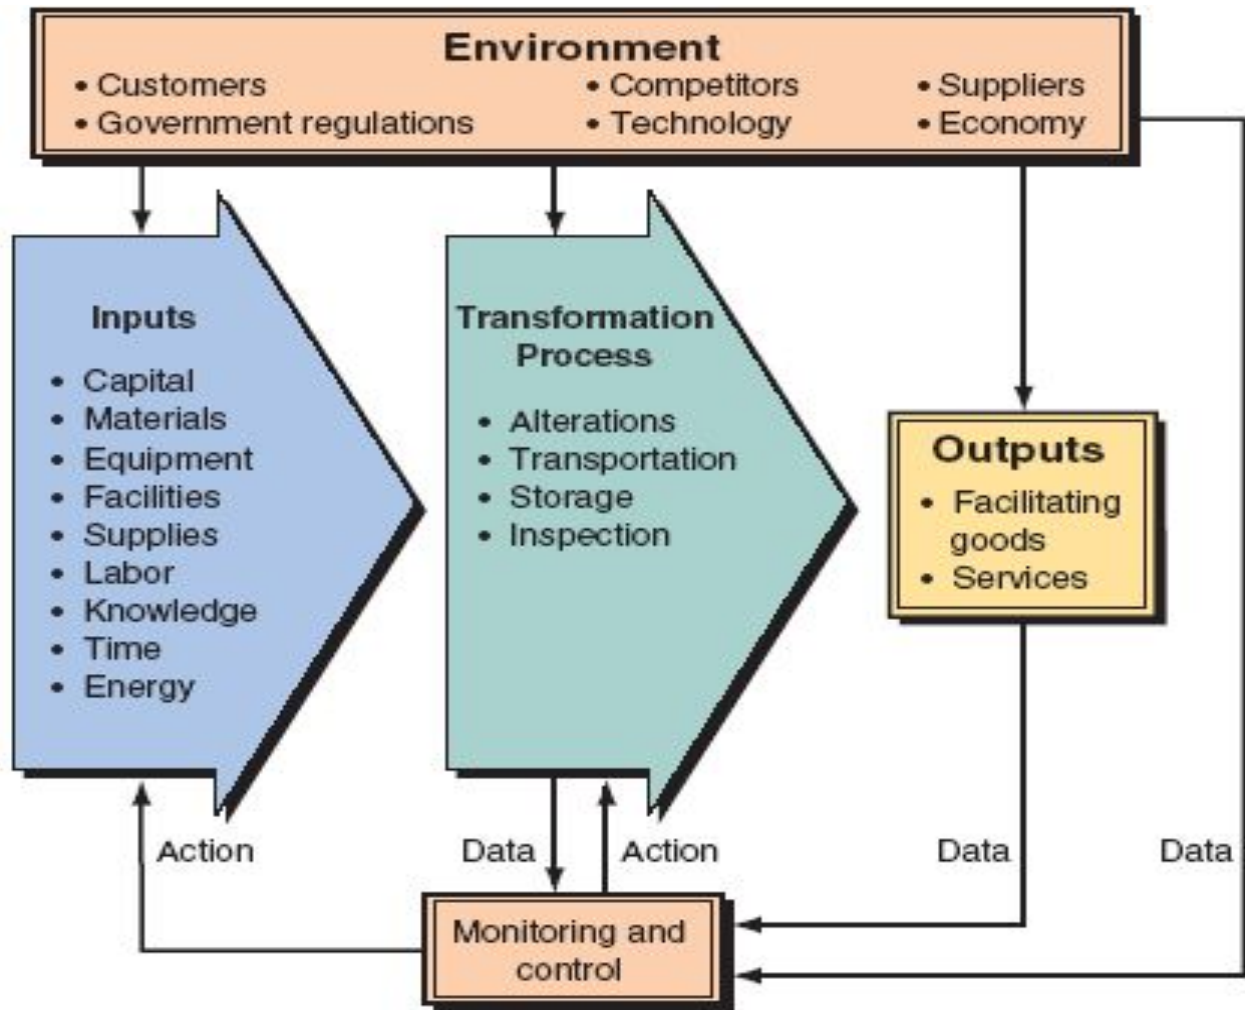 Environment
• Customers
• Government regulations
• Competitors
• Technology
• Suppliers
• Economy
Inputs
• Capital
• Materials
• Equipment
• Facilities
• Supplies
• Labor
• Knowledge
• Time
• Energy
Transformation
Process
• Alterations
• Transportation
• Storage
• Inspection
Outputs
• Facilitating
goods
• Services
Action
Data
Action
Data
Data
Monitoring and
control